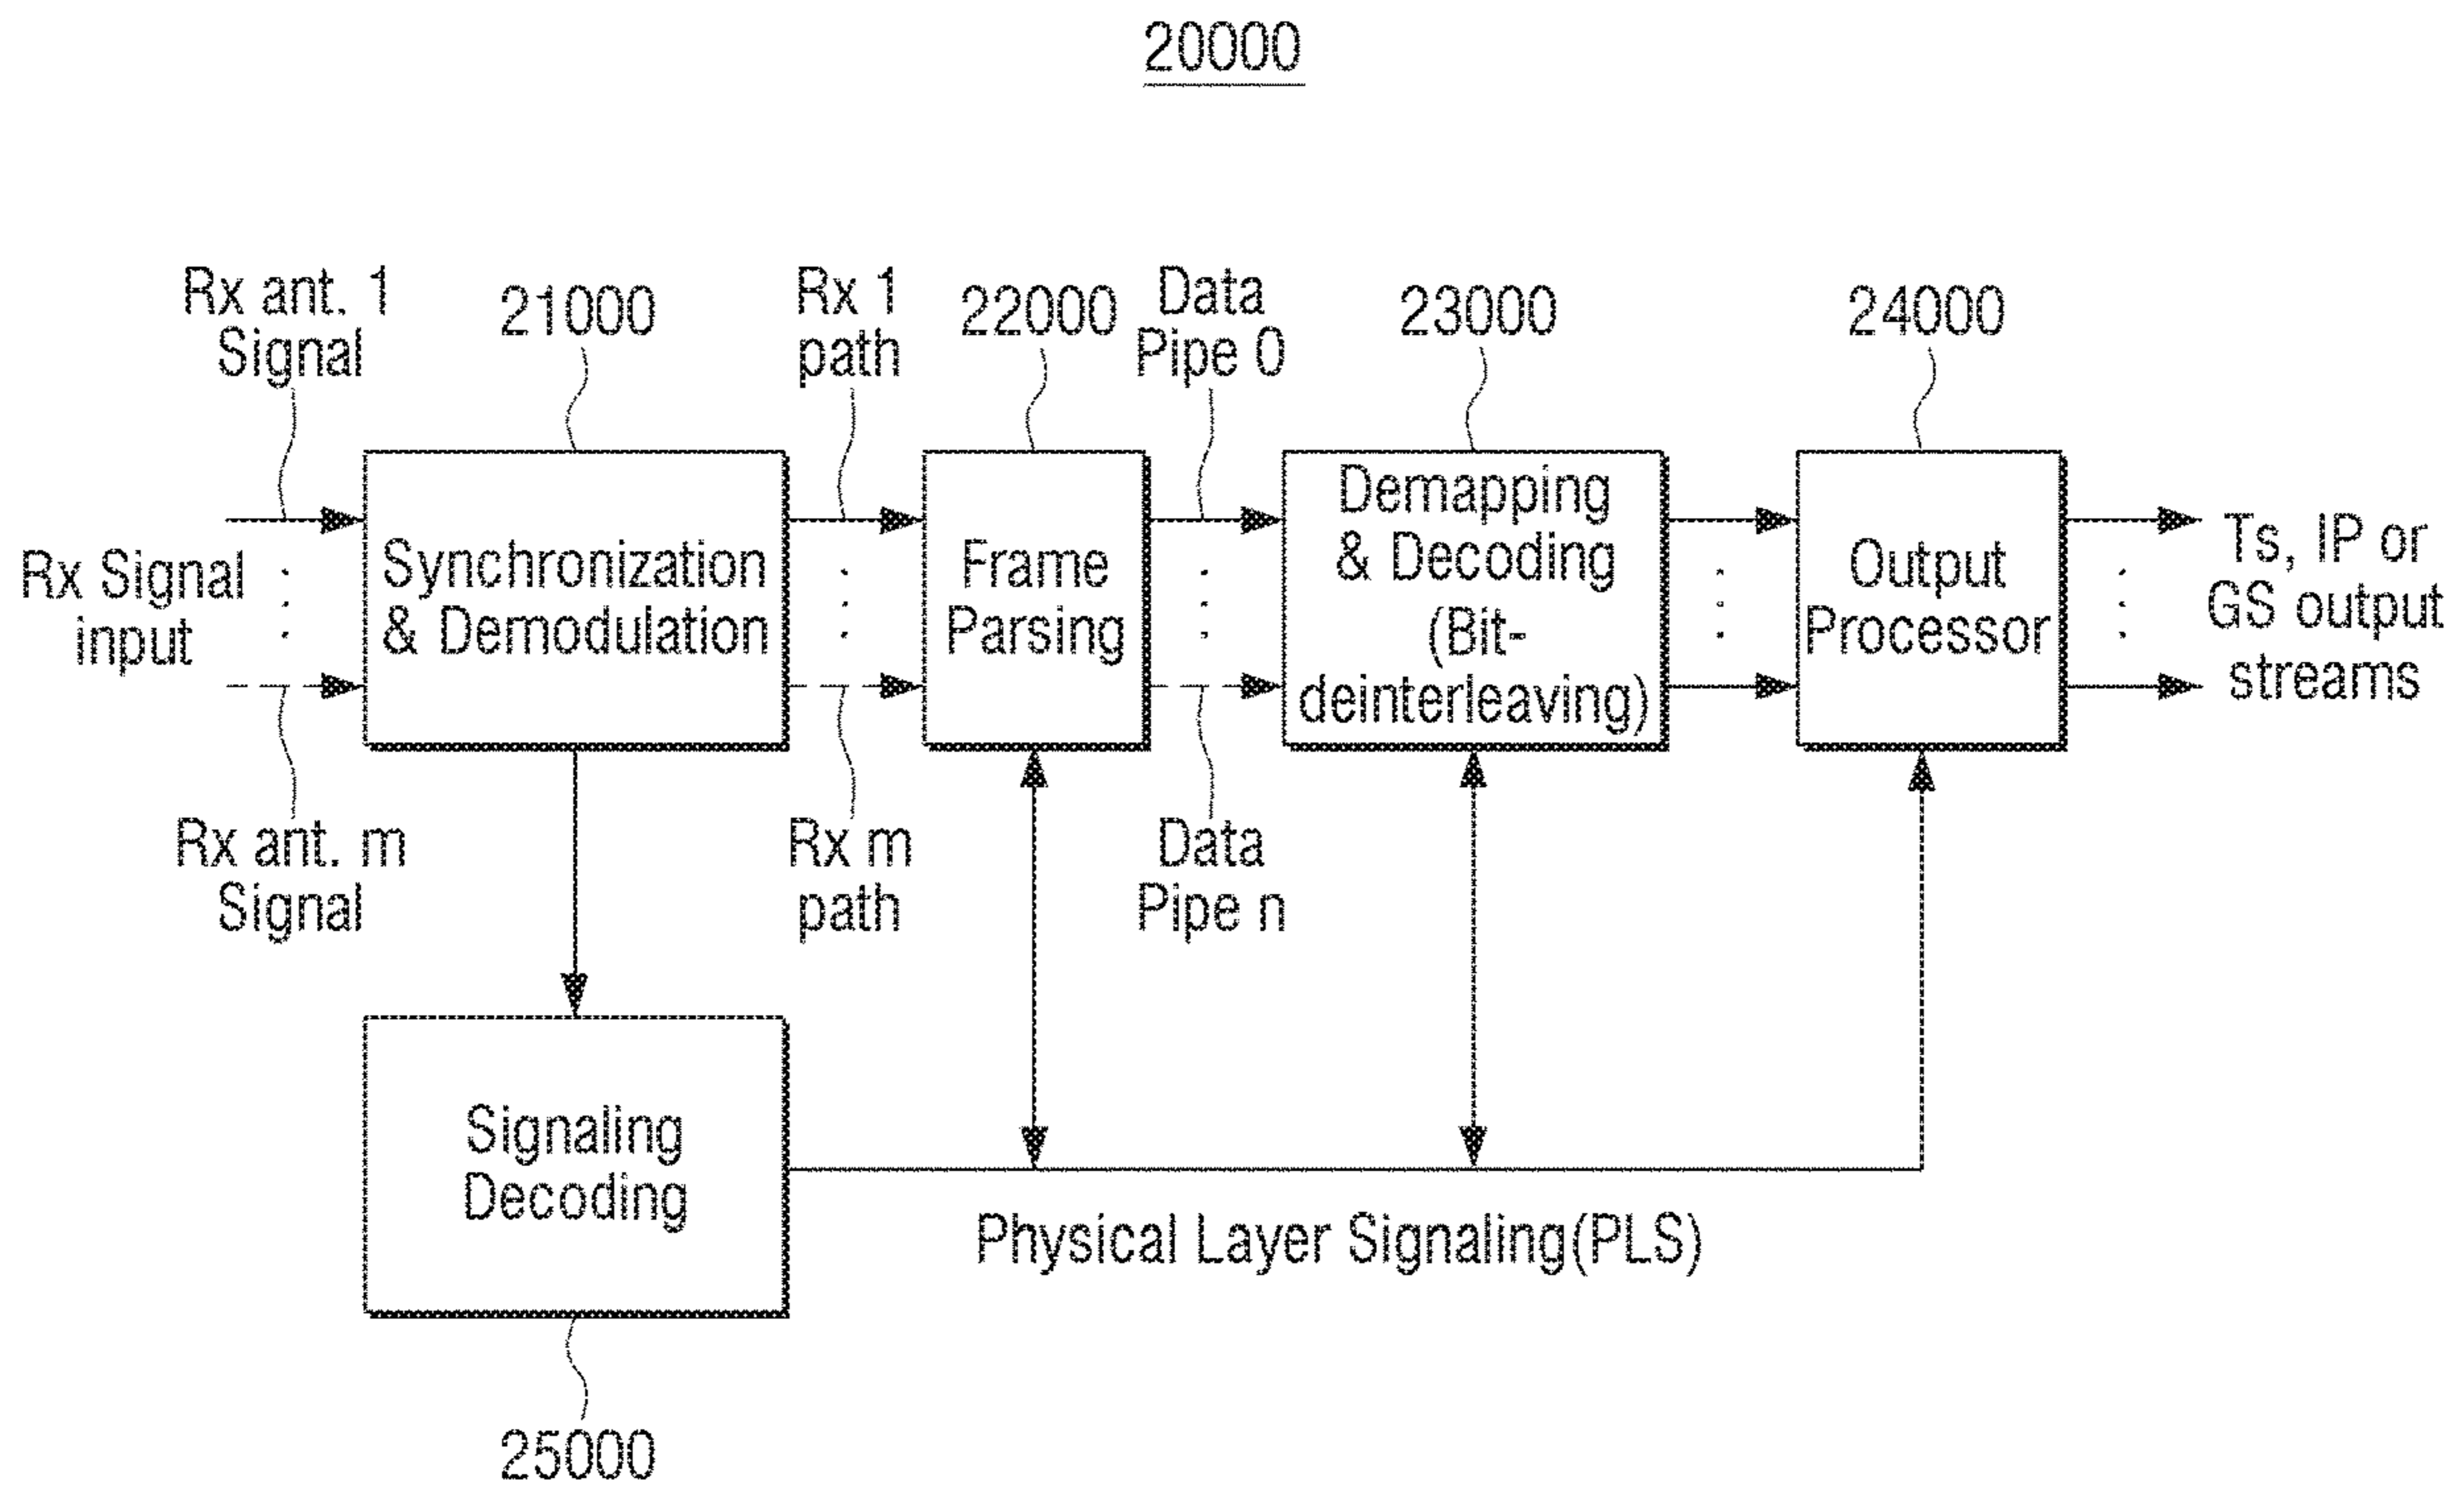 20000
Rx ant. 1
Signal
21000
Rx 1
path
22000
Data
Pipe 0
23000
24000
Rx Signal
input
Synchronization
& Demodulation
Frame
Parsing
Demapping
& Decoding
(Bit-
deinterleaving)
Output
Processor
Ts, IP or
GS output
streams
Rx ant. m
Signal
Rx m
path
Data
Pipe n
Signaling
Decoding
Physical Layer Signaling(PLS)
25000